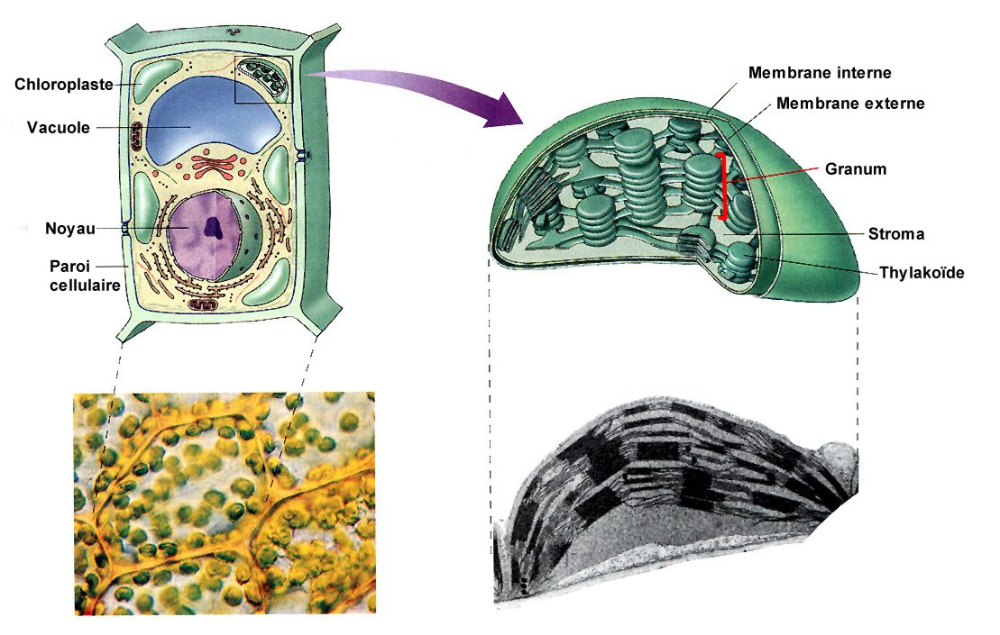 Chloroplaste
Vacuole
Noyau
Paroi
cellulaire
Membrane interne
Membrane externe
Granum
Stroma
Thylakoïde